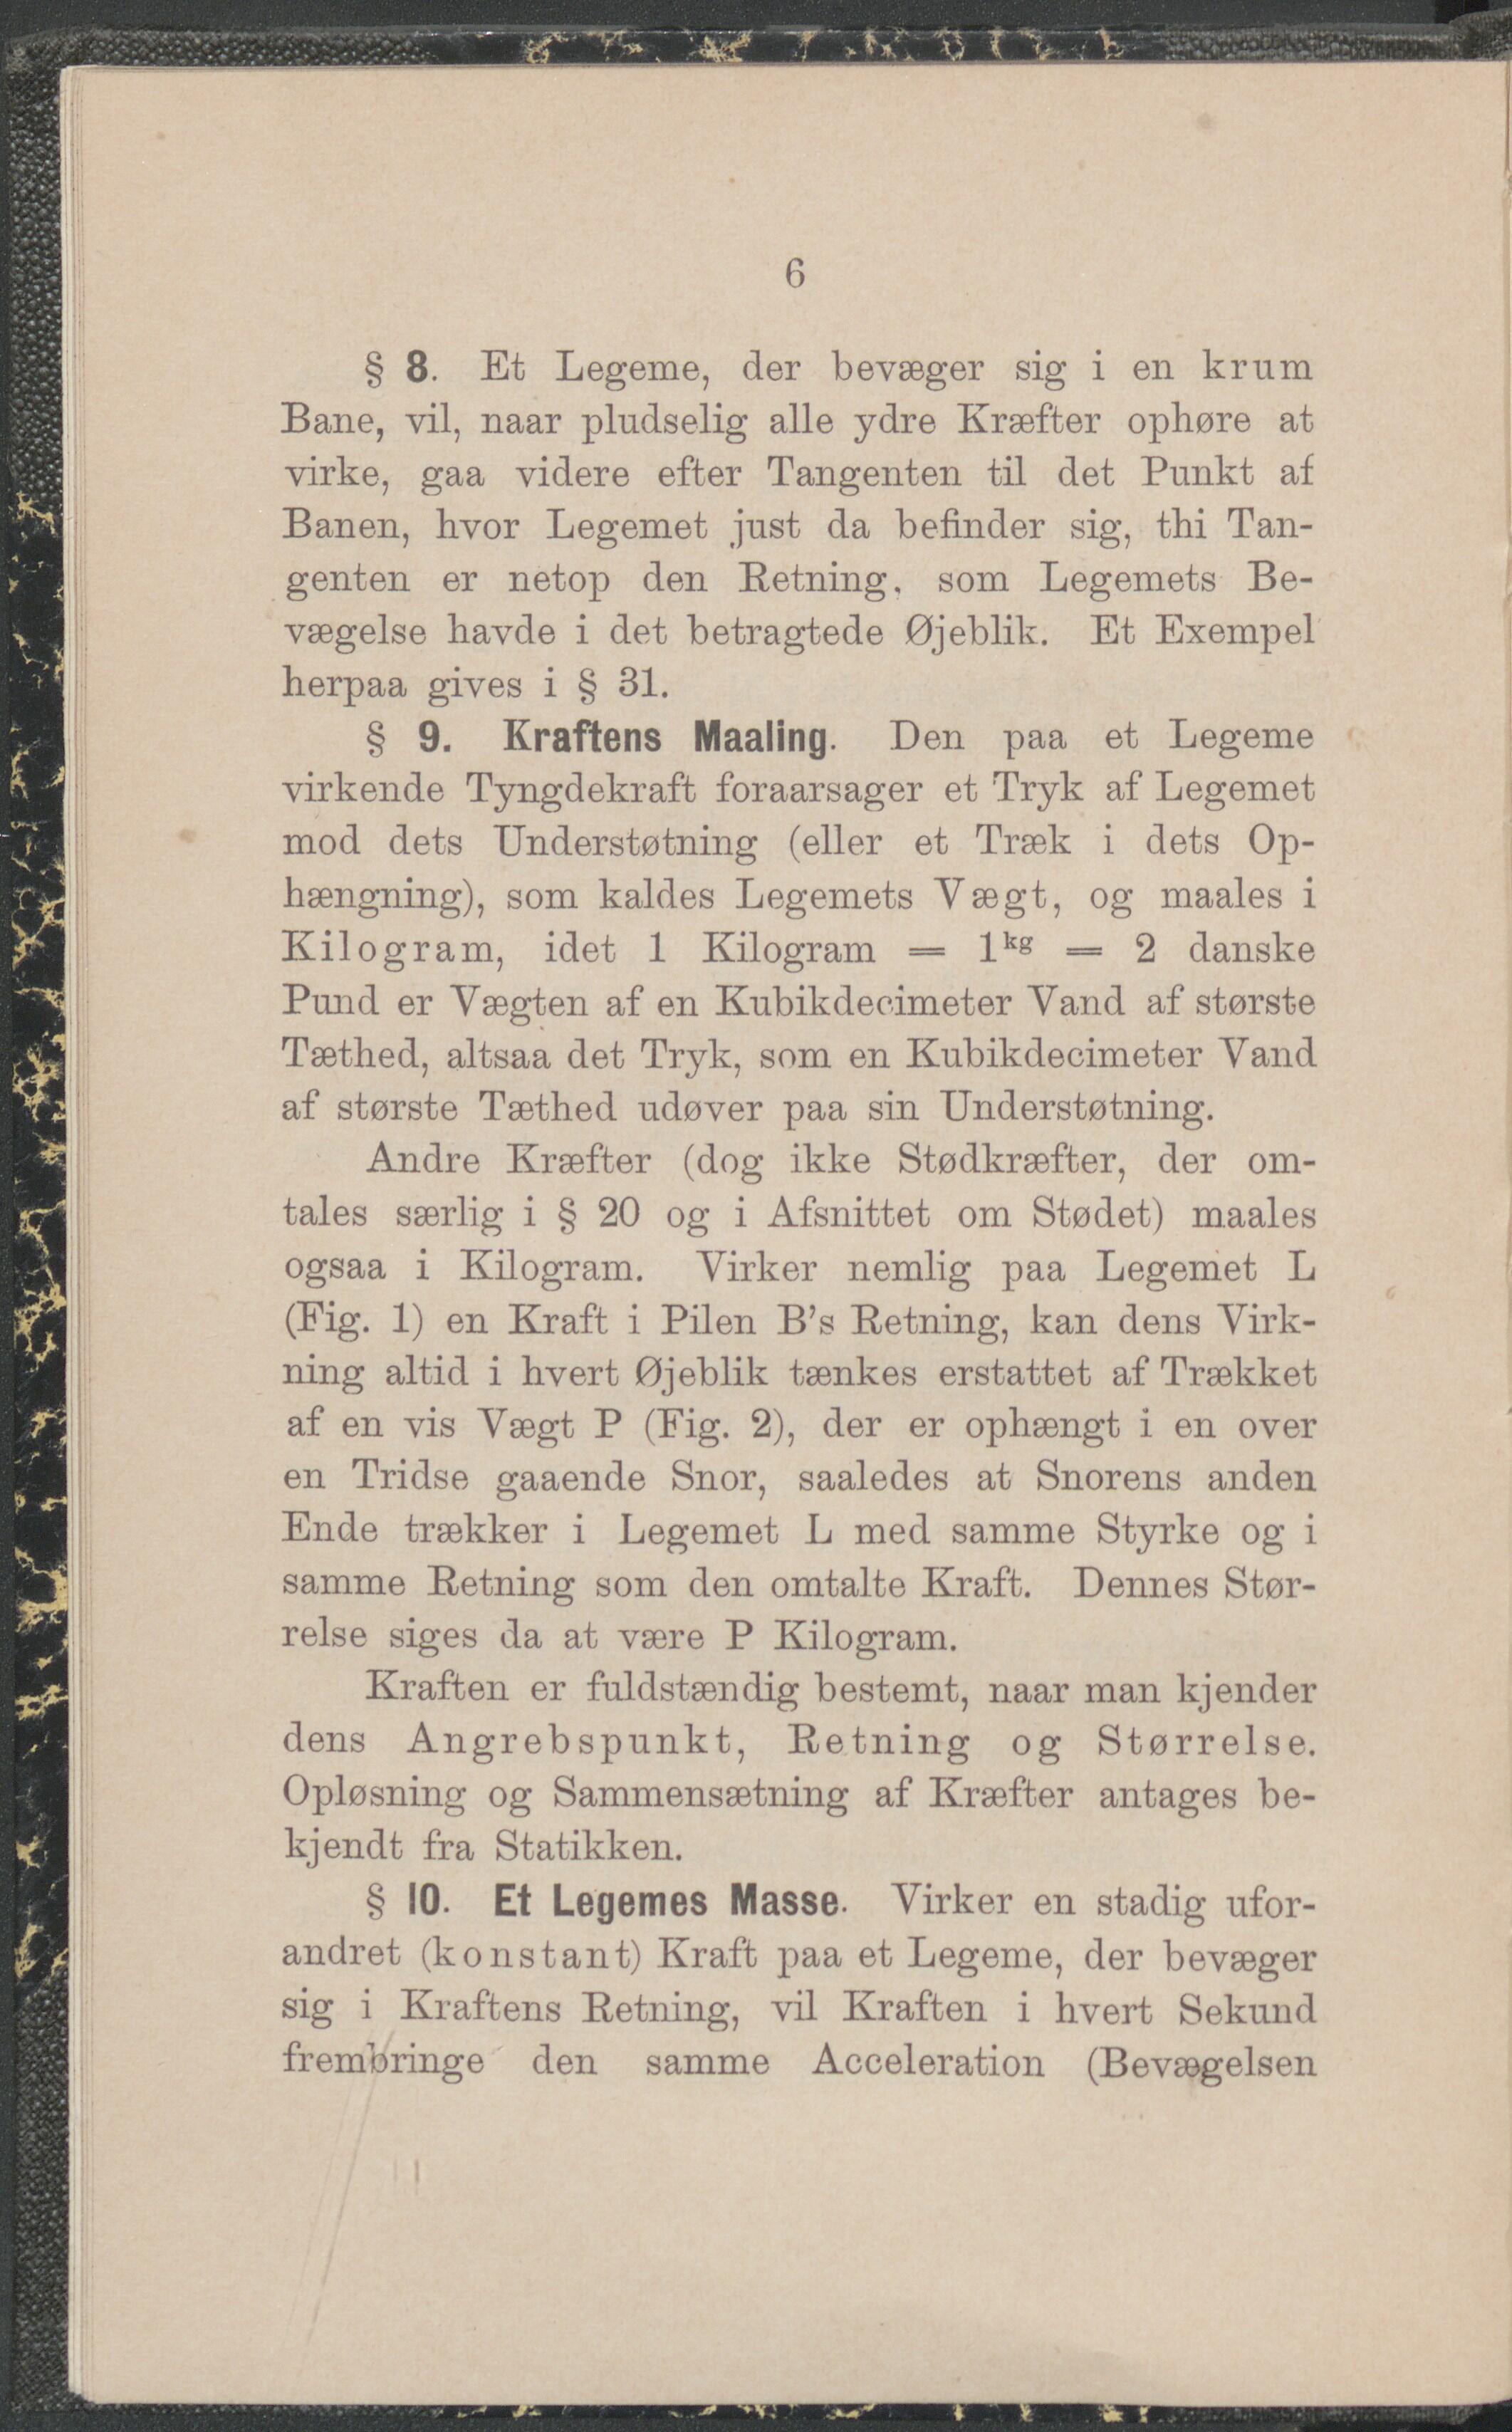 6
§ 8. Et Legeme, der bevæger sig i en krum
Bane, vil, naar pludselig alle ydre Kræfter ophøre at
virke, gaa videre efter Tangenten til det Punkt af
Banen, hvor Legemet just da befinder sig, thi Tan-
genten er netop den Retning, som Legemets Be-
vægelse havde i det betragtede Øjeblik. Et Exempel
herpaa gives i § 31.
§ 9. Kraftens Maaling. Den paa et Legeme
virkende Tyngdekraft foraarsager et Tryk af Legemet
mod dets Understøtning (eller et Træk i dets Op-
hængning), som kaldes Legemets Vægt, og maales i
Kilogram, idet 1 Kilogram = 1kg = 2 danske
Pund er Vægten af en Kubikdecimeter Vand af største
Tæthed, altsaa det Tryk, som en Kubikdecimeter Vand
af største Tæthed udøver paa sin Understøtning.
Andre Kræfter (dog ikke Stødkræfter, der om-
tales særlig i § 20 og i Afsnittet om Stødet) maales
ogsaa i Kilogram. Virker nemlig paa Legemet L
(Fig. 1) en Kraft i Pilen B's Retning, kan dens Virk-
ning altid i hvert Øjeblik tænkes erstattet af Trækket
af en vis Vægt P (Fig. 2), der er ophængt i en over
en Tridse gaaende Snor, saaledes at Snorens anden
Ende trækker i Legemet L med samme Styrke og i
samme Retning som den omtalte Kraft. Dennes Stør-
relse siges da at være P Kilogram.
Kraften er fuldstændig bestemt, naar man kjender
dens Angrebspunkt, Retning og Størrelse.
Opløsning og Sammensætning af Kræfter antages be-
kjendt fra Statikken.
§ 10. Et Legemes Masse. Virker en stadig ufor-
andret (konstant) Kraft paa et Legeme, der bevæger
sig i Kraftens Retning, vil Kraften i hvert Sekund
frembringe den samme Acceleration (Bevægelsen